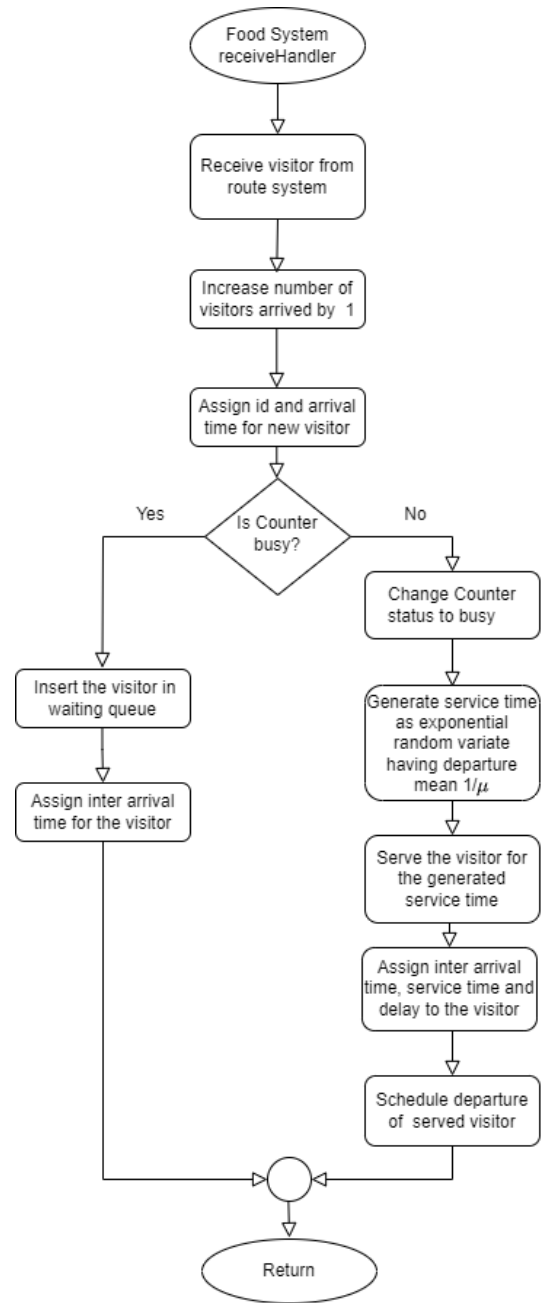 Food System
receiveHandler
Receive visitor from
route system
Increase number of
visitors arrived by 1
Assign id and arrival
time for new visitor
Is Counter
busy?
Yes
No
Insert the visitor in
waiting queue
Assign inter arrival
time for the visitor
Change Counter
status to busy
Generate service time
as exponential
random variate
having departure
mean 1/μ
Serve the visitor for
the generated
service time
Assign inter arrival
time, service time and
delay to the visitor
Schedule departure
of served visitor
Return